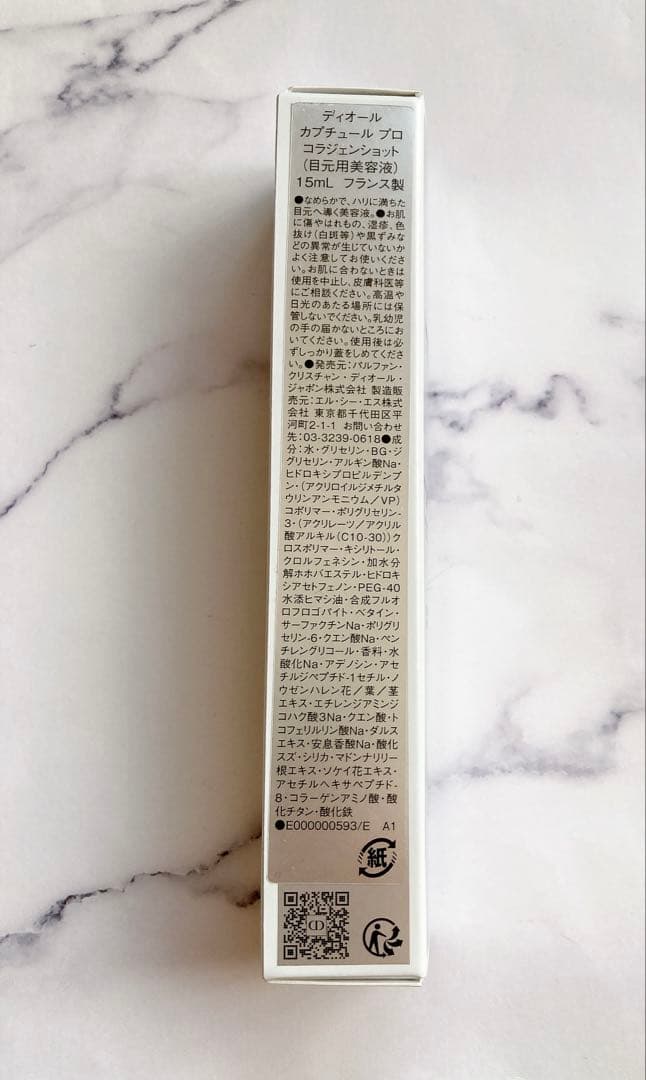 ディオール
カプチュール プロ
コラジェンショット
（目元用美容液）
15mL フランス製
●なめらかで、ハリに満ちた
目元へ導く美容液。●お肌
に傷やはれもの、湿疹、色
抜け（白斑等）や黒ずみな
どの異常が生じていないか
よく注意してお使いくださ
い。お肌に合わないときは
使用を中止し、皮膚科医等
にご相談ください。高温や
日光のあたる場所には保
管しないでください。乳幼児
の手の届かないところにお
いてください。使用後は必
ずしっかり蓋をしめてくださ
い。●発売元：パルファン・
クリスチャン・ディオール・
ジャポン株式会社 製造販
売元：エル・シー・エス株式
会社 東京都千代田区平
河町2-1-1 お問い合わせ
先：03-3239-0618●成
分：水・グリセリン・BG・ジ
グリセリン・アルギン酸Na・
ヒドロキシプロピルデンプ
ン・（アクリロイルジメチルタ
ウリンアンモニウム／VP）
コポリマー・ポリグリセリン-
3・（アクリレーツ／アクリル
酸アルキル（C10-30））ク
ロスポリマー・キシリトール・
クロルフェネシン・加水分
解ホホバエステル・ヒドロキ
シアセトフェノン・PEG-40
水添ヒマシ油・合成フルオ
ロフロゴパイト・ベタイン・
サーファクチンNa・ポリグリ
セリン-6・クエン酸Na・ペン
チレングリコール・香料・水
酸化Na・アデノシン・アセ
チルジペプチド-1セチル・ノ
ウゼンハレン花／葉／茎
エキス・エチレンジアミンジ
コハク酸3Na・クエン酸・ト
コフェリルリン酸Na・ダルス
エキス・安息香酸Na・酸化
スズ・シリカ・マドンナリリー
根エキス・ソケイ花エキス・
アセチルヘキサペプチド-
8・コラーゲンアミノ酸・酸
化チタン・酸化鉄
●E000000593/E A1
紙
CD